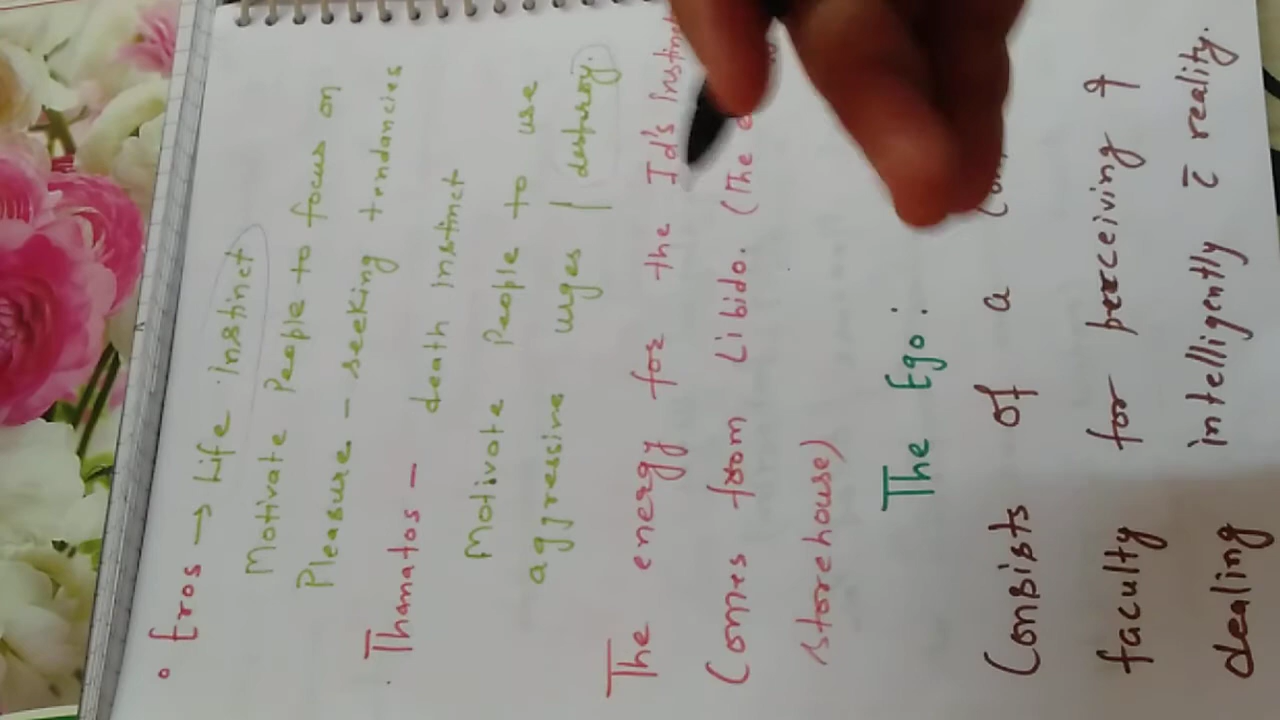 • Eros → Life instinct
Motivate People to focus on
Pleasure - seeking tendancies
Thanatos - death instinct
Motivate People to use
aggressive urges / destroy.
The energy for the Id's Instinct
Comes from Libido. (The
storehouse)
The Ego:
Consists of a
faculty for perceiving &
dealing intelligently c̄ reality.